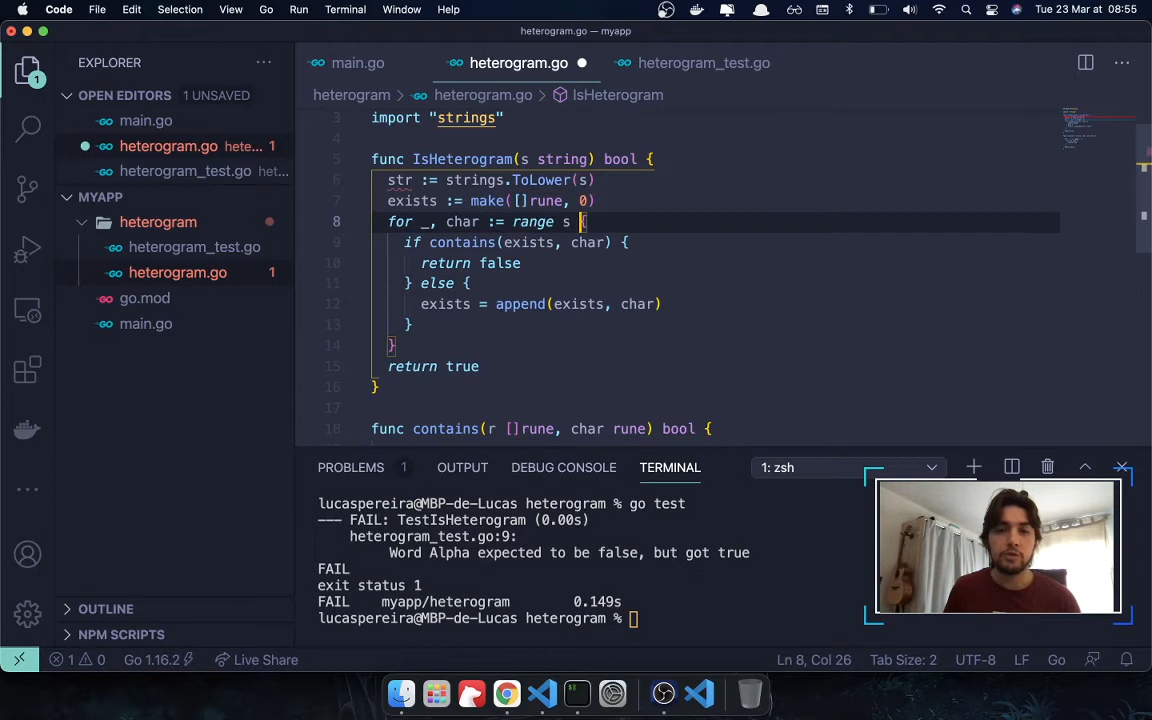 Code File Edit Selection View Go Run Terminal Window Help Tue 23 Mar at 08:55
heterogram.go — myapp
EXPLORER
main.go
heterogram.go
heterogram_test.go
OPEN EDITORS 1 UNSAVED
heterogram > heterogram.go > IsHeterogram
main.go
heterogram.go hete... 1
heterogram_test.go het...
MYAPP
heterogram
heterogram_test.go
heterogram.go 1
go.mod
main.go
OUTLINE
NPM SCRIPTS
1
3 import "strings"
4
5 func IsHeterogram(s string) bool {
6 str := strings.ToLower(s)
7 exists := make([]rune, 0)
8 for _, char := range s {
9 if contains(exists, char) {
10 return false
11 } else {
12 exists = append(exists, char)
13 }
14 }
15 return true
16 }
17
18 func contains(r []rune, char rune) bool {
PROBLEMS 1 OUTPUT DEBUG CONSOLE TERMINAL 1: zsh
lucaspereira@MBP-de-Lucas heterogram % go test
--- FAIL: TestIsHeterogram (0.00s)
heterogram_test.go:9:
Word Alpha expected to be false, but got true
FAIL
exit status 1
FAIL myapp/heterogram 0.149s
lucaspereira@MBP-de-Lucas heterogram %
1 0 Go 1.16.2 Live Share Ln 8, Col 26 Tab Size: 2 UTF-8 LF Go